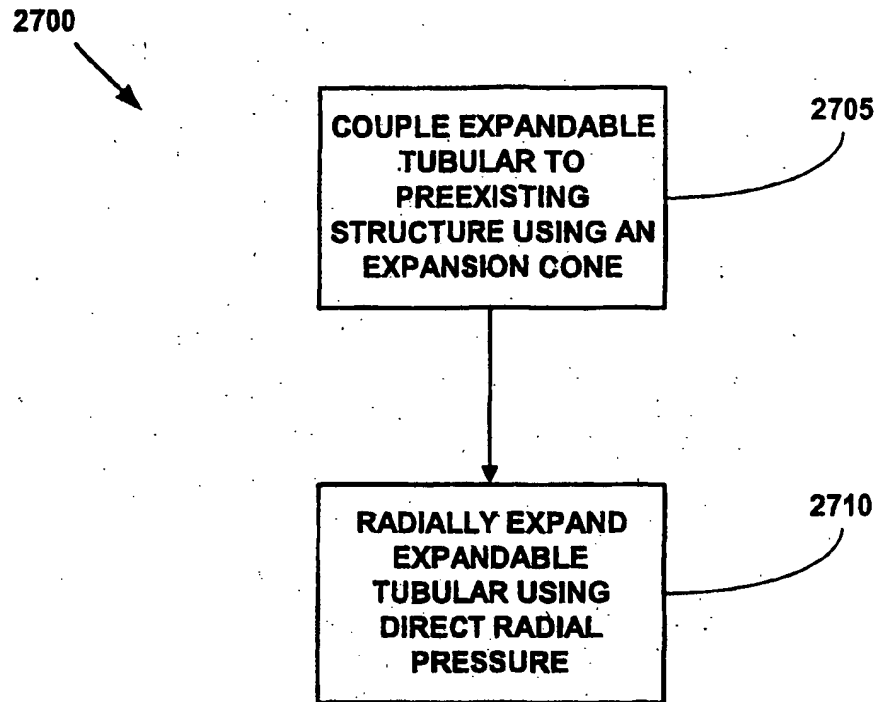 2700
COUPLE EXPANDABLE
TUBULAR TO
PREEXISTING
STRUCTURE USING AN
EXPANSION CONE
2705
RADIALLY EXPAND
EXPANDABLE
TUBULAR USING
DIRECT RADIAL
PRESSURE
2710